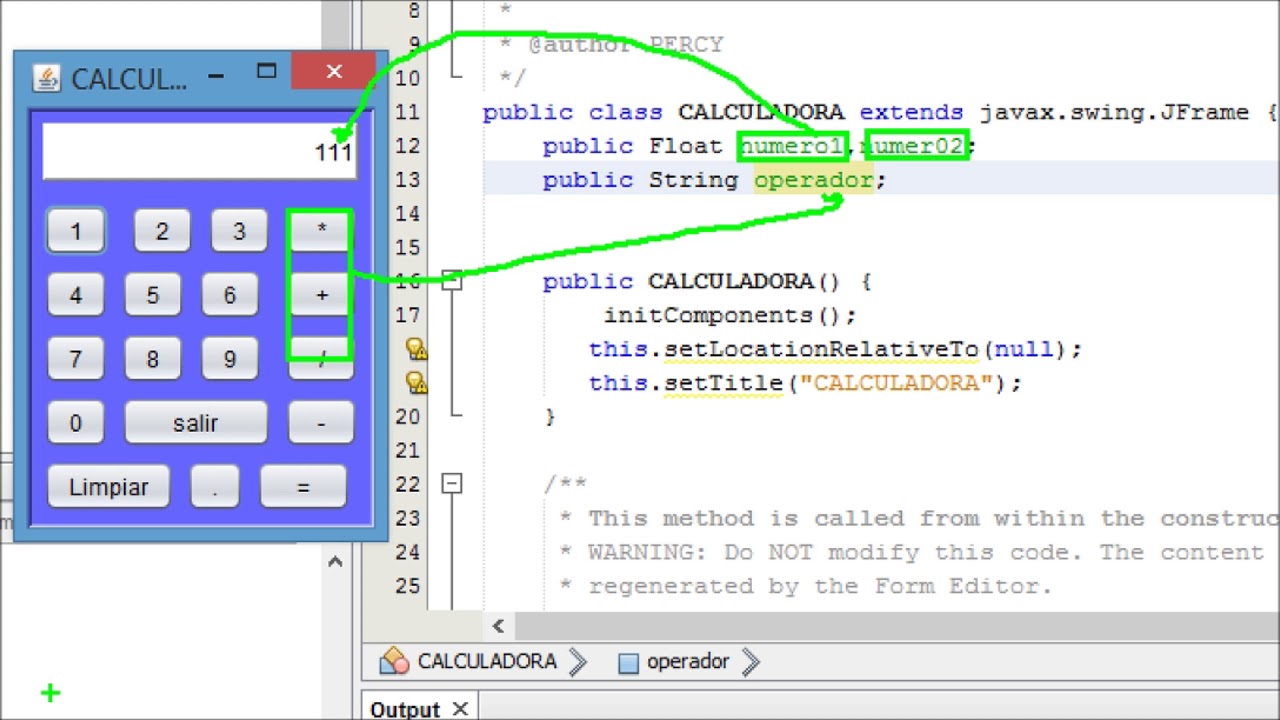 CALCUL...
111
1 2 3 *
4 5 6 +
7 8 9 /
0 salir -
Limpiar . =
8 *
9 * @author PERCY
10 */
11 public class CALCULADORA extends javax.swing.JFrame {
12 public Float numero1,numer02;
13 public String operador;
14
15
16 public CALCULADORA() {
17 initComponents();
this.setLocationRelativeTo(null);
this.setTitle("CALCULADORA");
20 }
21
22 /**
23 * This method is called from within the construc
24 * WARNING: Do NOT modify this code. The content
25 * regenerated by the Form Editor.
CALCULADORA operador
Output